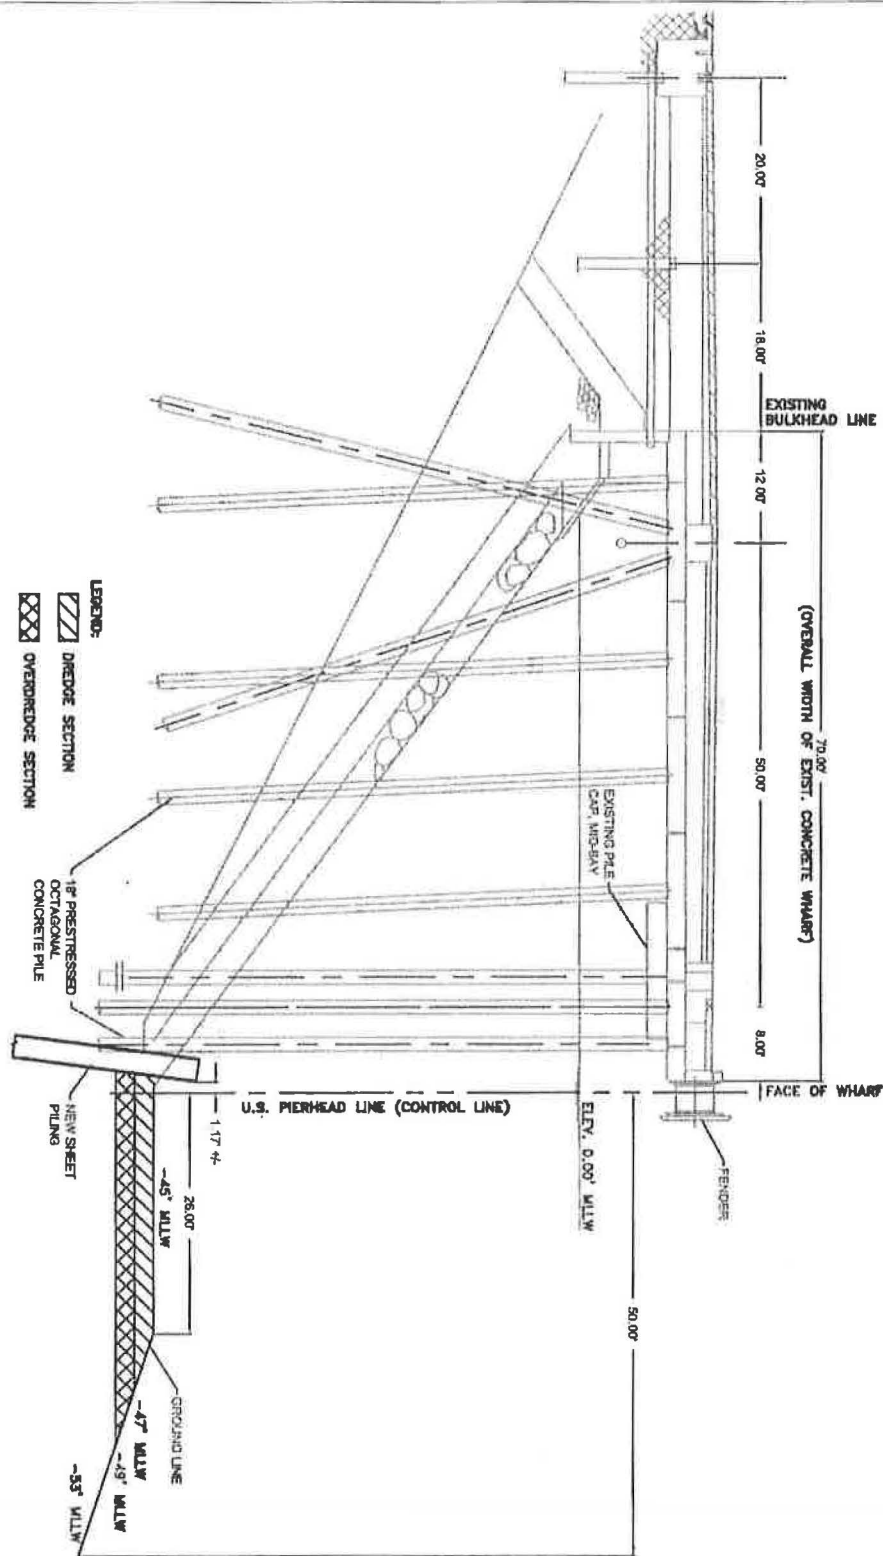 20.00'
18.00'
EXISTING
BULKHEAD LINE
12.00'
70.00'
(OVERALL WIDTH OF EXIST. CONCRETE WHARF)
50.00'
8.00'
FACE OF WHARF
FENDER
EXISTING PILE
CAP, MID-BAY
ELEV. 0.00' MLLW
U.S. PIERHEAD LINE (CONTROL LINE)
50.00'
1.17' +/-
26.00'
-45' MLLW
GROUND LINE
-47' MLLW
-49' MLLW
-53' MLLW
NEW SHEET
PILING
18" PRESTRESSED
OCTAGONAL
CONCRETE PILE
LEGEND:
DREDGE SECTION
OVERDREDGE SECTION